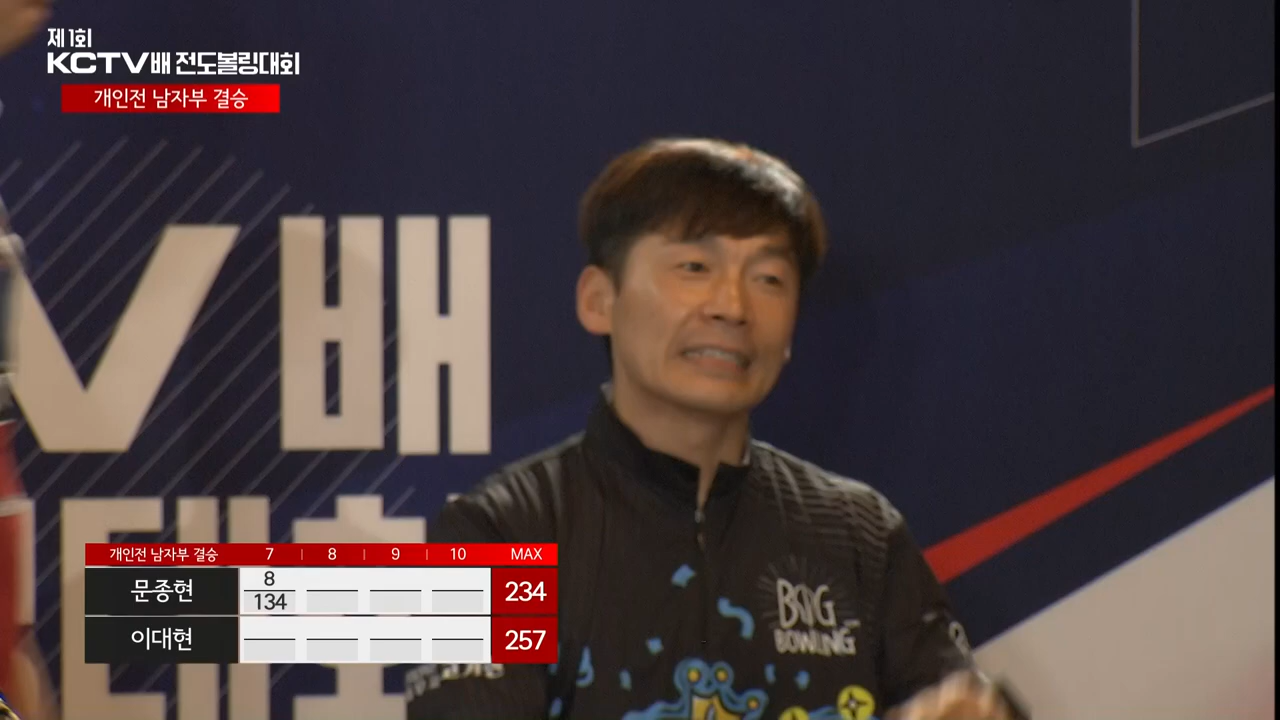 제1회
KCTV배 전도볼링대회
개인전 남자부 결승
V배
대호
개인전 남자부 결승 7 8 9 10 MAX
문종현 8 134 234
이대현 257
BOWLING